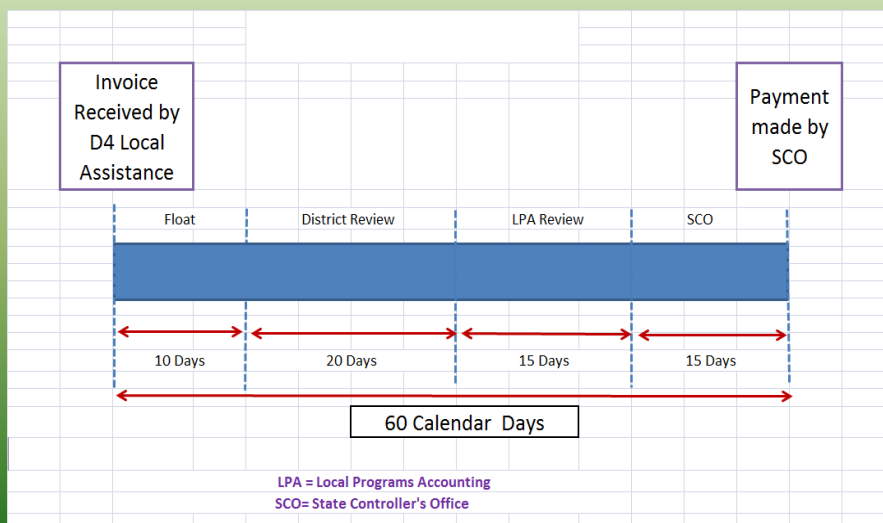 Invoice
Received by
D4 Local
Assistance
Payment
made by
SCO
Float
District Review
LPA Review
SCO
10 Days
20 Days
15 Days
15 Days
60 Calendar Days
LPA = Local Programs Accounting
SCO= State Controller's Office